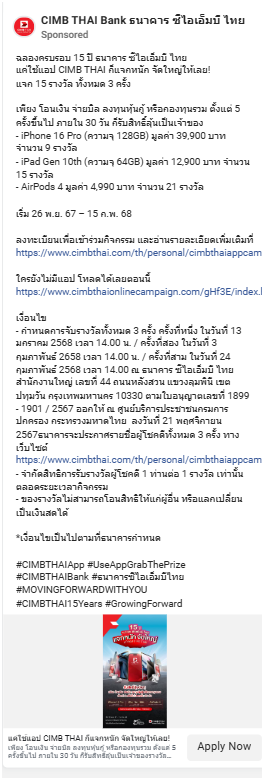 CIMB THAI Bank ธนาคาร ซีไอเอ็มบี ไทย
Sponsored
ฉลองครบรอบ 15 ปี ธนาคาร ซีไอเอ็มบี ไทย
แค่ใช้แอป CIMB THAI ก็แจกหนัก จัดใหญ่ให้เลย!
แจก 15 รางวัล ทั้งหมด 3 ครั้ง
เพียง โอนเงิน จ่ายบิล ลงทุนหุ้นกู้ หรือกองทุนรวม ตั้งแต่ 5
ครั้งขึ้นไป ภายใน 30 วัน ก็รับสิทธิ์ลุ้นเป็นเจ้าของ
- iPhone 16 Pro (ความจุ 128GB) มูลค่า 39,900 บาท
จำนวน 9 รางวัล
- iPad Gen 10th (ความจุ 64GB) มูลค่า 12,900 บาท จำนวน
15 รางวัล
- AirPods 4 มูลค่า 4,990 บาท จำนวน 21 รางวัล
เริ่ม 26 พ.ย. 67 – 15 ก.พ. 68
ลงทะเบียนเพื่อเข้าร่วมกิจกรรม และอ่านรายละเอียดเพิ่มเติมที่
https://www.cimbthai.com/th/personal/cimbthaiappcam
ใครยังไม่มีแอป โหลดได้เลยตอนนี้
https://www.cimbthaionlinecampaign.com/gHf3E/index.l
เงื่อนไข
- กำหนดการจับรางวัลทั้งหมด 3 ครั้ง ครั้งที่หนึ่ง ในวันที่ 13
มกราคม 2568 เวลา 14.00 น. / ครั้งที่สอง ในวันที่ 3
กุมภาพันธ์ 2658 เวลา 14.00 น. / ครั้งที่สาม ในวันที่ 24
กุมภาพันธ์ 2568 เวลา 14.00 ณ ธนาคาร ซีไอเอ็มบี ไทย
สำนักงานใหญ่ เลขที่ 44 ถนนหลังสวน แขวงลุมพินี เขต
ปทุมวัน กรุงเทพมหานคร 10330 ตามใบอนุญาตเลขที่ 1899
- 1901 / 2567 ออกให้ ณ ศูนย์บริการประชาชนกรมการ
ปกครอง กระทรวงมหาดไทย ลงวันที่ 21 พฤศจิกายน
2567ธนาคารจะประกาศรายชื่อผู้โชคดีทั้งหมด 3 ครั้ง ทาง
เว็บไซต์
https://www.cimbthai.com/th/personal/cimbthaiappcam
- จำกัดสิทธิการรับรางวัลผู้โชคดี 1 ท่านต่อ 1 รางวัล เท่านั้น
ตลอดระยะเวลากิจกรรม
- ของรางวัลไม่สามารถโอนสิทธิให้แก่ผู้อื่น หรือแลกเปลี่ยน
เป็นเงินสดได้
*เงื่อนไขเป็นไปตามที่ธนาคารกำหนด
#CIMBTHAIApp #UseAppGrabThePrize
#CIMBTHAIBank #ธนาคารซีไอเอ็มบีไทย
#MOVINGFORWARDWITHYOU
#CIMBTHAI15Years #GrowingForward
แค่ใช้แอป CIMB THAI ก็แจกหนัก จัดใหญ่ให้เลย!
เพียง โอนเงิน จ่ายบิล ลงทุนหุ้นกู้ หรือกองทุนรวม ตั้งแต่ 5
ครั้งขึ้นไป ภายใน 30 วัน ก็รับสิทธิ์ลุ้นเป็นเจ้าของรางวัล...
Apply Now